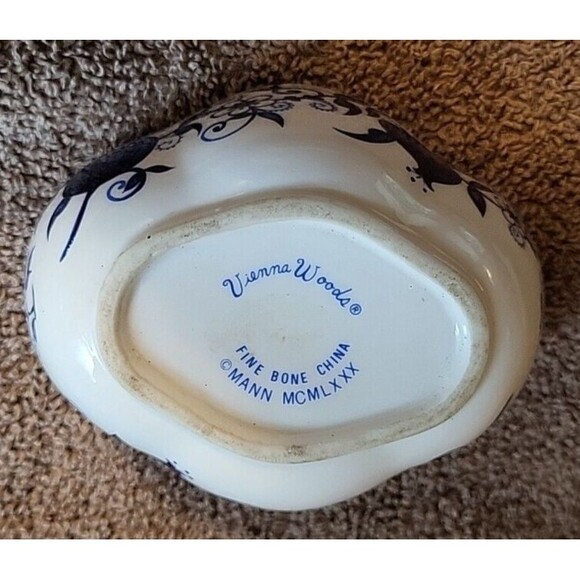 Vienna Woods®
FINE BONE CHINA
©MANN MCMLXXX